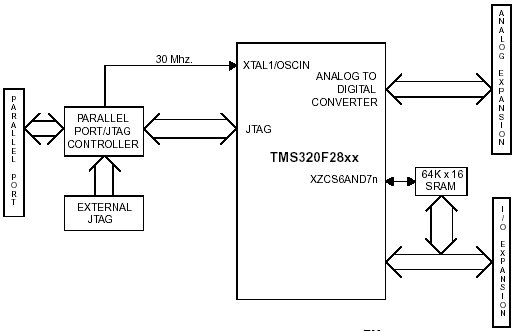 30 Mhz.
XTAL1/OSCIN
ANALOG TO
DIGITAL
CONVERTER
ANALOG EXPANSION
PARALLEL PORT
PARALLEL
PORT/JTAG
CONTROLLER
JTAG
TMS320F28xx
XZCS6AND7n
64K x 16
SRAM
EXTERNAL
JTAG
I/O EXPANSION